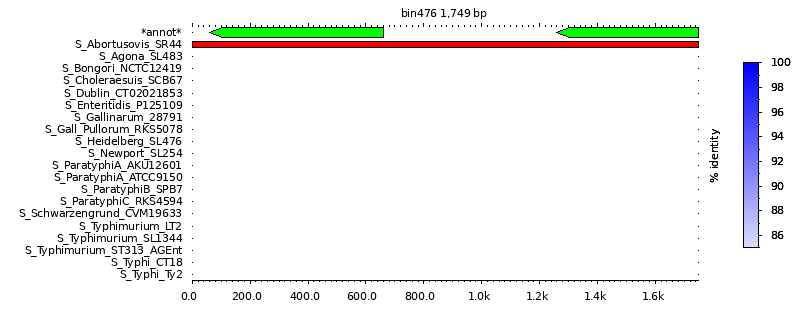 bin476 1,749 bp
*annot*
S_Abortusovis_SR44
S_Agona_SL483
S_Bongori_NCTC12419
S_Choleraesuis_SCB67
S_Dublin_CT02021853
S_Enteritidis_P125109
S_Gallinarum_28791
S_Gall_Pullorum_RKS5078
S_Heidelberg_SL476
S_Newport_SL254
S_ParatyphiA_AKU12601
S_ParatyphiA_ATCC9150
S_ParatyphiB_SPB7
S_ParatyphiC_RKS4594
S_Schwarzengrund_CVM19633
S_Typhimurium_LT2
S_Typhimurium_SL1344
S_Typhimurium_ST313_AGEnt
S_Typhi_CT18
S_Typhi_Ty2
0.0 200.0 400.0 600.0 800.0 1.0k 1.2k 1.4k 1.6k
% identity
100
98
96
94
92
90
88
86